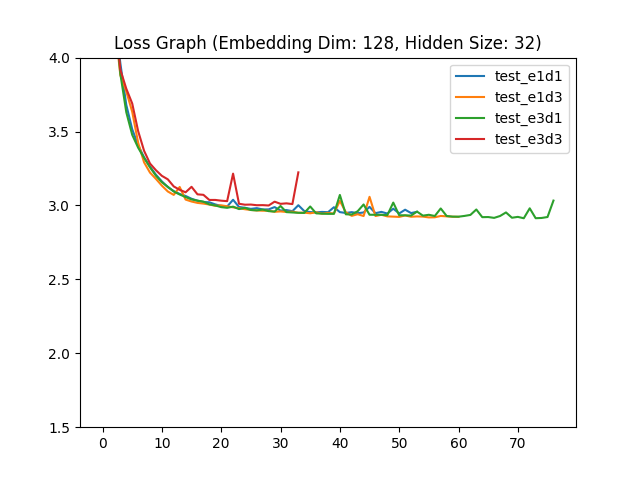 Loss Graph (Embedding Dim: 128, Hidden Size: 32)
4.0
3.5
3.0
2.5
2.0
1.5
0 10 20 30 40 50 60 70
test_e1d1
test_e1d3
test_e3d1
test_e3d3